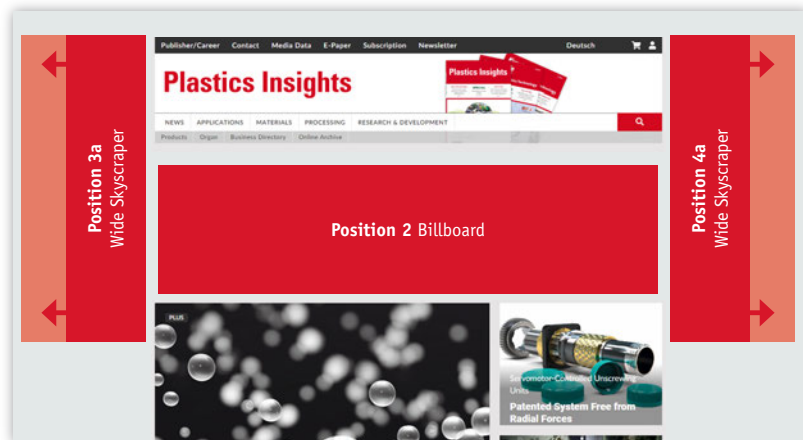 Publisher/Career Contact Media Data E-Paper Subscription Newsletter Deutsch
Plastics Insights
Plastics Insights
NEWS APPLICATIONS MATERIALS PROCESSING RESEARCH & DEVELOPMENT
Products Organ Business Directory Online Archive
Position 3a
Wide Skyscraper
Position 2 Billboard
Position 4a
Wide Skyscraper
PLUS
Servomotor-Controlled Unscrewing
Units
Patented System Free from
Radial Forces